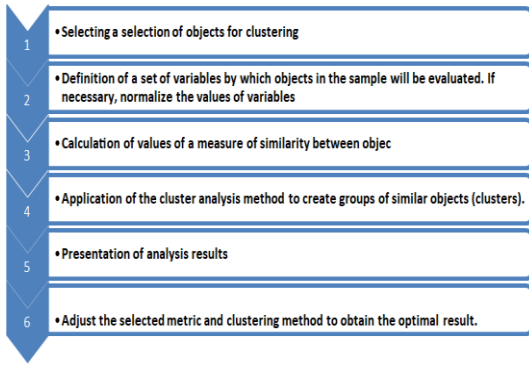 1
•Selecting a selection of objects for clustering
2
•Definition of a set of variables by which objects in the sample will be evaluated. If
necessary, normalize the values of variables
3
•Calculation of values of a measure of similarity between objec
4
•Application of the cluster analysis method to create groups of similar objects (clusters).
5
•Presentation of analysis results
6
•Adjust the selected metric and clustering method to obtain the optimal result.